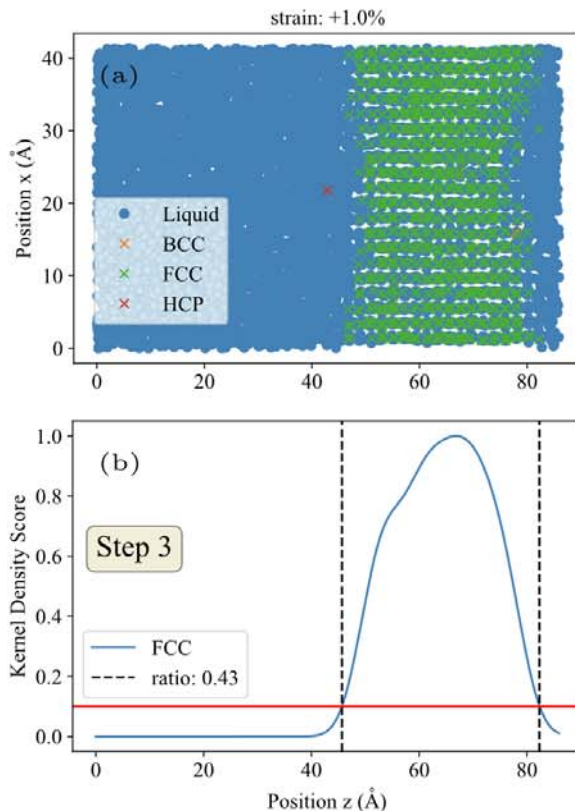 strain: +1.0%
(a)
Position x (Å)
40
30
20
10
0
Liquid
BCC
FCC
HCP
0 20 40 60 80
(b)
Kernel Density Score
1.0
0.8
0.6
0.4
0.2
0.0
Step 3
FCC
ratio: 0.43
0 20 40 60 80
Position z (Å)